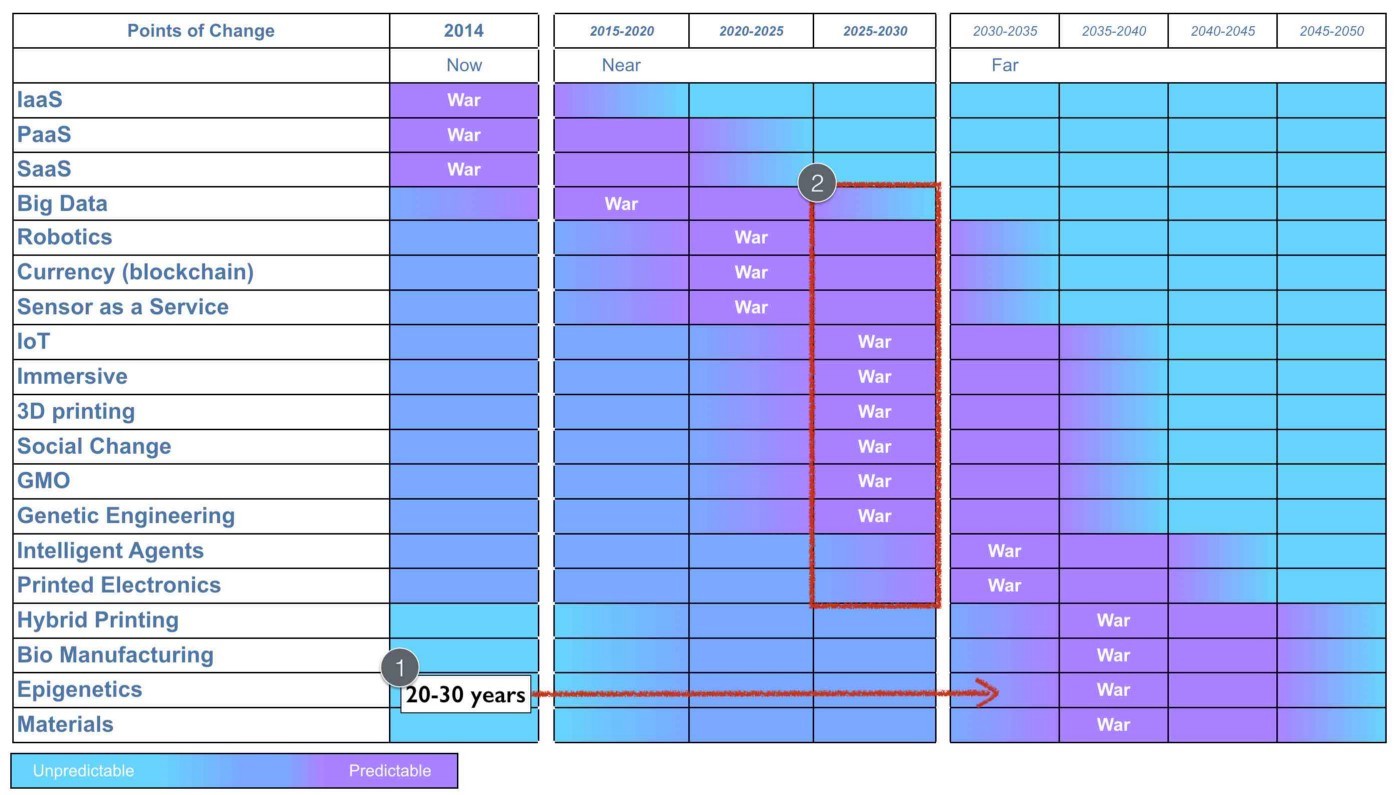 Points of Change 2014 2015-2020 2020-2025 2025-2030 2030-2035 2035-2040 2040-2045 2045-2050
Now Near Far
IaaS War
PaaS War
SaaS War
2
Big Data War
Robotics War
Currency (blockchain) War
Sensor as a Service War
IoT War
Immersive War
3D printing War
Social Change War
GMO War
Genetic Engineering War
Intelligent Agents War
Printed Electronics War
Hybrid Printing War
Bio Manufacturing War
1
Epigenetics 20-30 years War
Materials War
Unpredictable Predictable